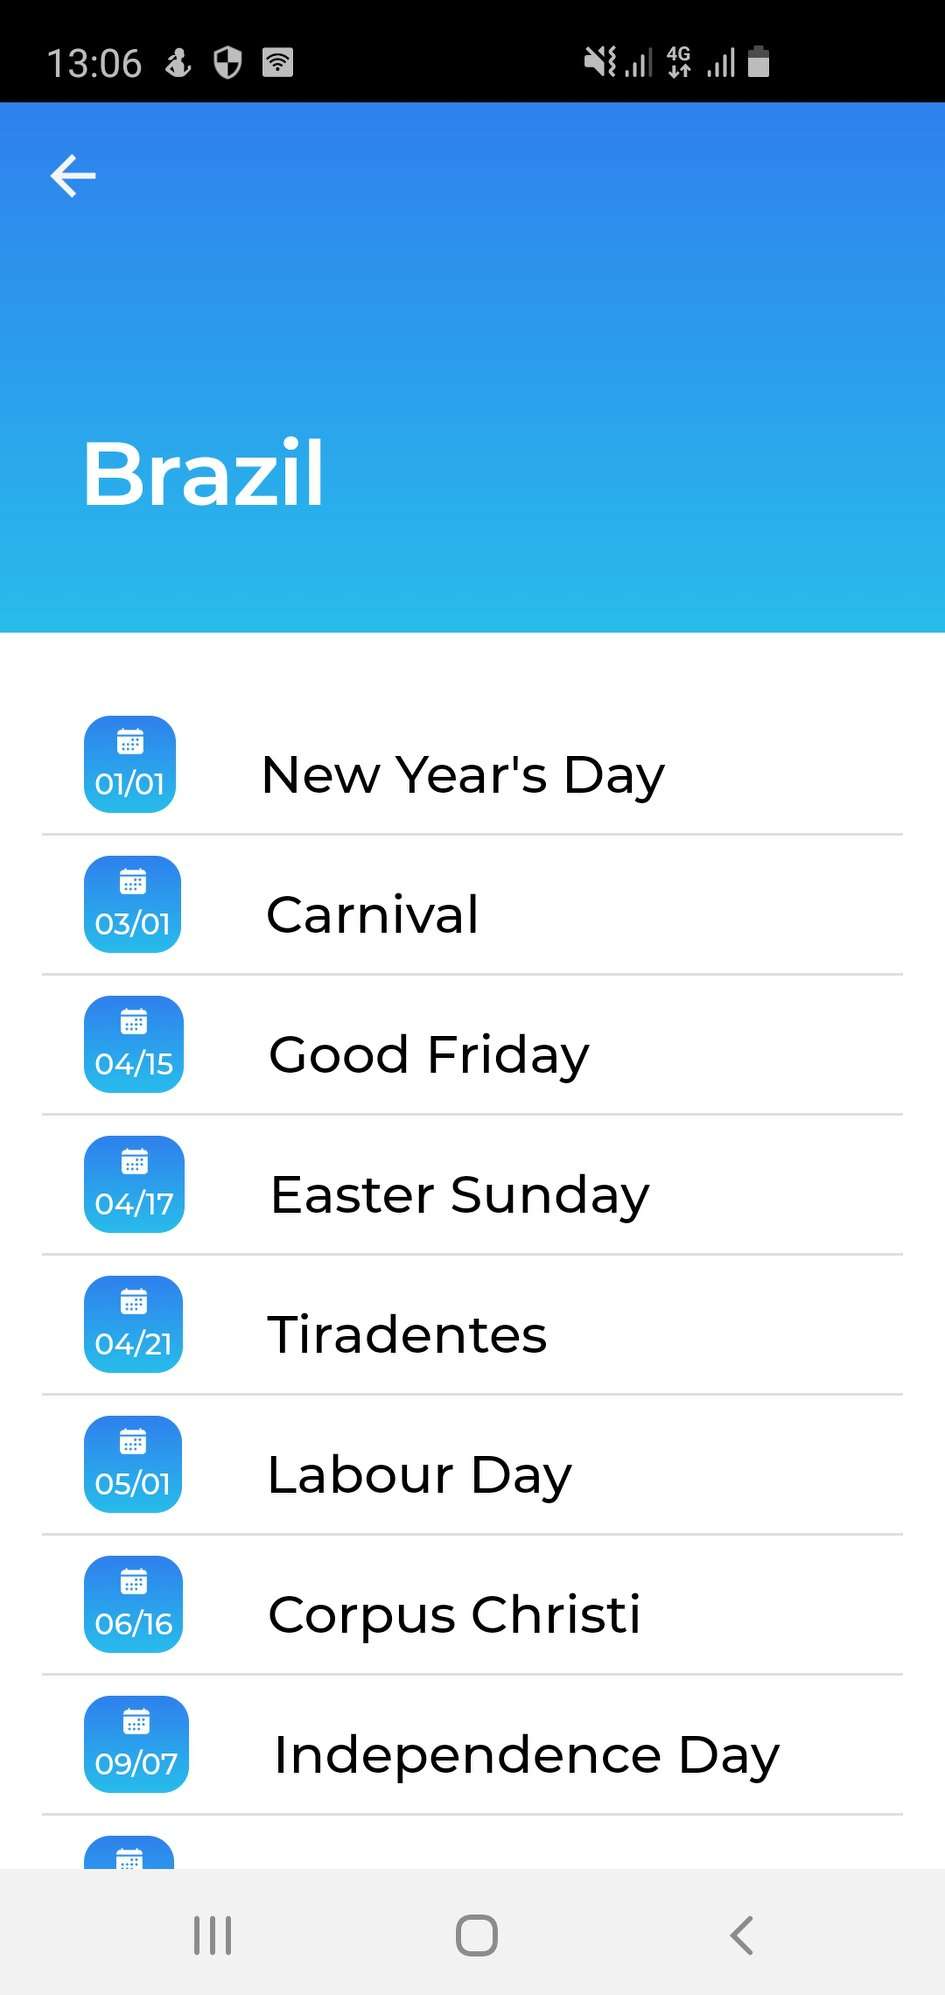 13:06
4G
Brazil
01/01
New Year's Day
03/01
Carnival
04/15
Good Friday
04/17
Easter Sunday
04/21
Tiradentes
05/01
Labour Day
06/16
Corpus Christi
09/07
Independence Day